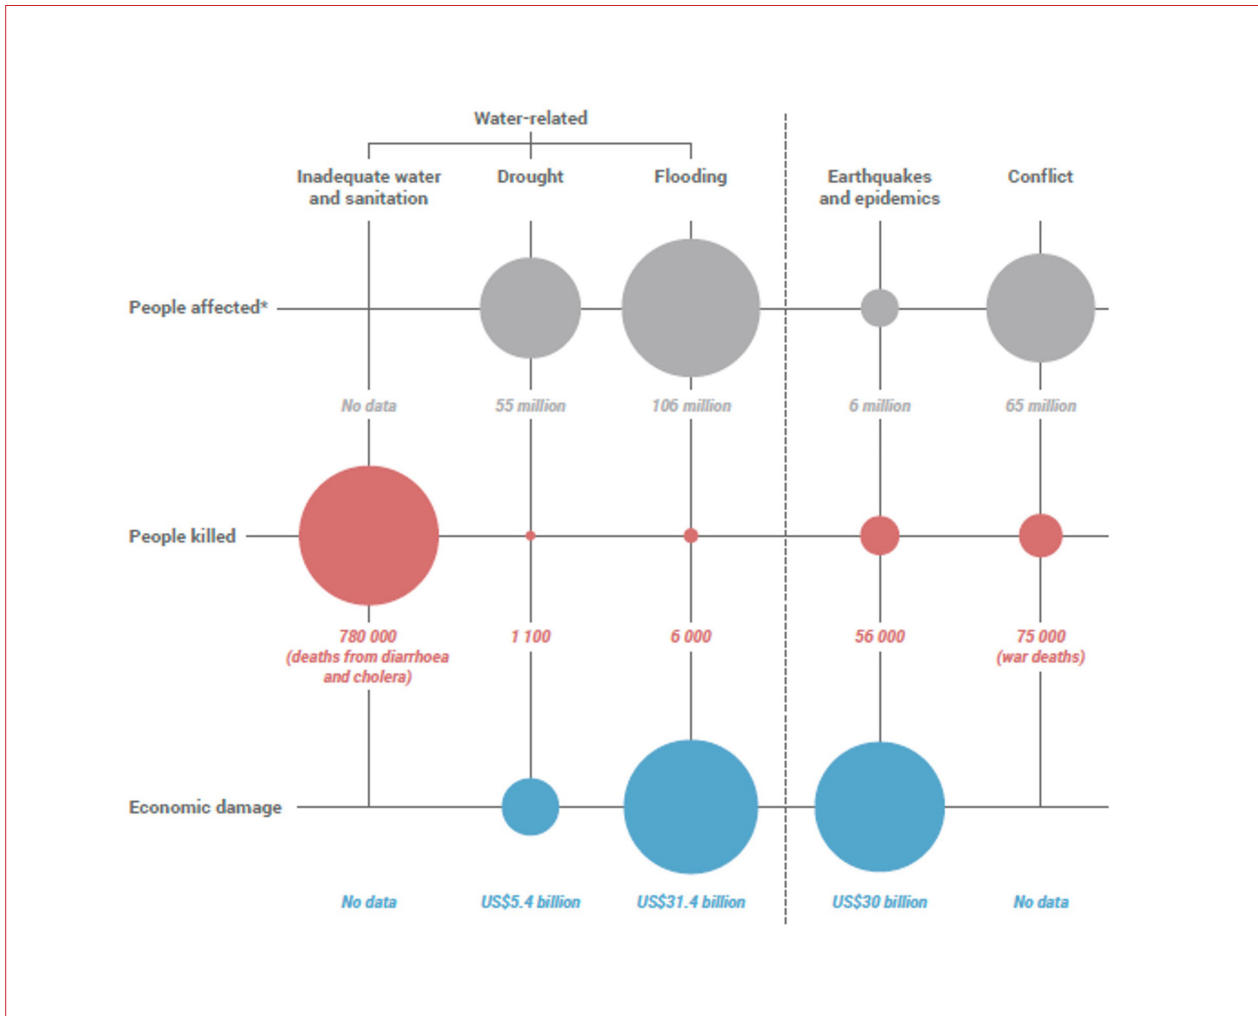 Water-related
Inadequate water
and sanitation
Drought
Flooding
Earthquakes
and epidemics
Conflict
People affected*
No data
55 million
106 million
6 million
65 million
People killed
780 000
(deaths from diarrhoea
and cholera)
1 100
6 000
56 000
75 000
(war deaths)
Economic damage
No data
US$5.4 billion
US$31.4 billion
US$30 billion
No data